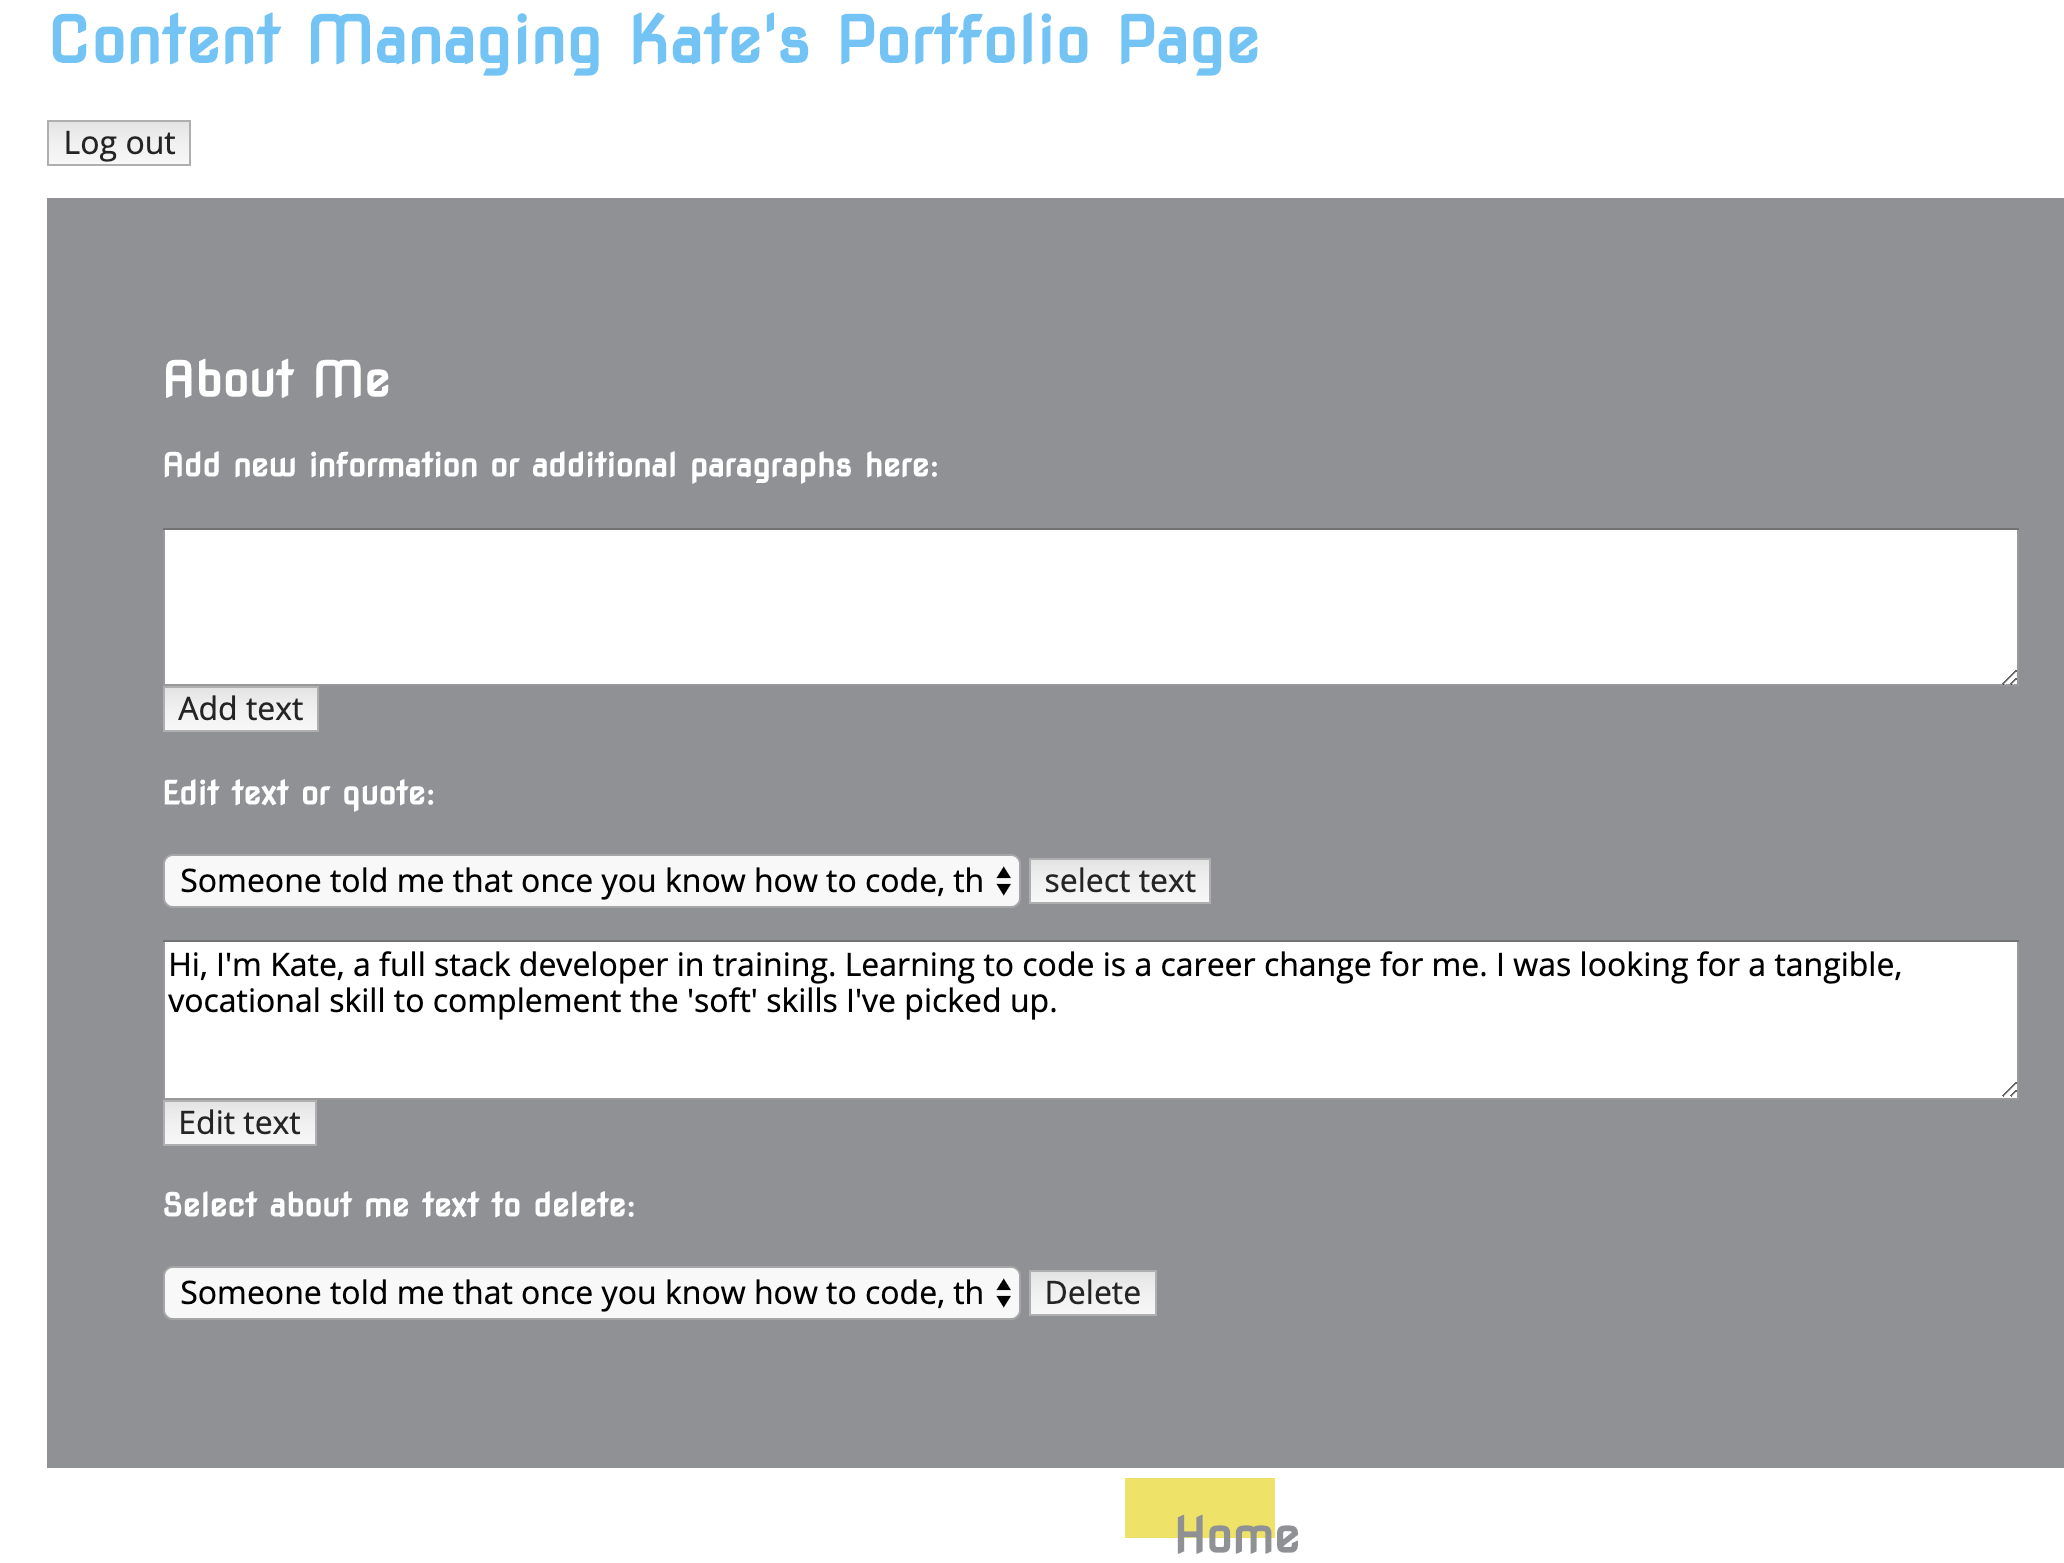 Content Managing Kate's Portfolio Page
Log out
About Me
Add new information or additional paragraphs here:
Add text
Edit text or quote:
Someone told me that once you know how to code, th
select text
Hi, I'm Kate, a full stack developer in training. Learning to code is a career change for me. I was looking for a tangible,
vocational skill to complement the 'soft' skills I've picked up.
Edit text
Select about me text to delete:
Someone told me that once you know how to code, th
Delete
Home